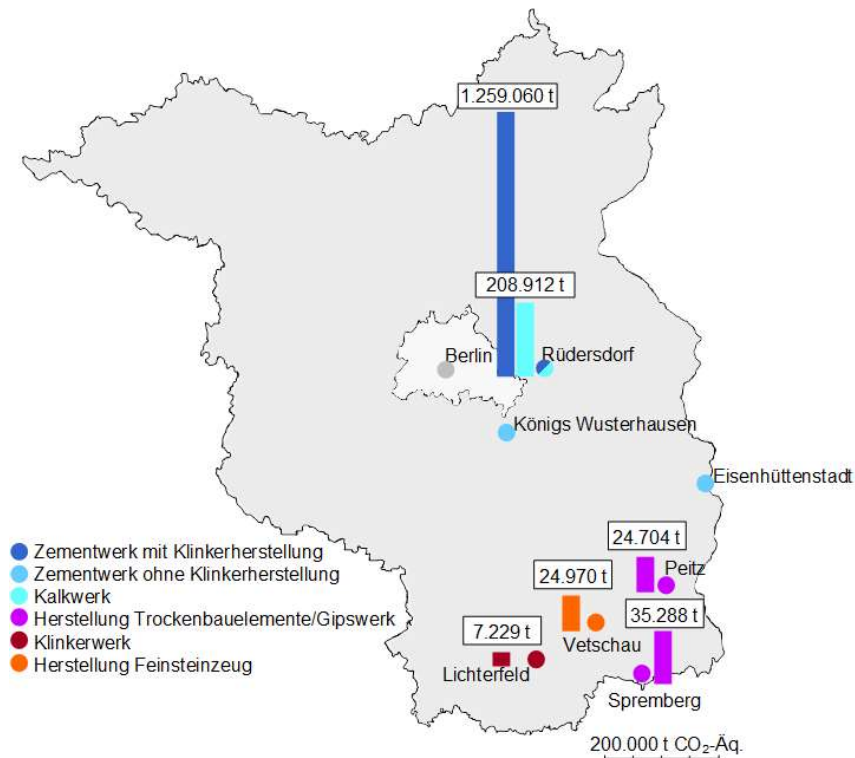 1.259.060 t
208.912 t
Berlin
Rüdersdorf
Königs Wusterhausen
Eisenhüttenstadt
24.704 t
Peitz
24.970 t
35.288 t
Vetschau
7.229 t
Lichterfeld
Spremberg
Zementwerk mit Klinkerherstellung
Zementwerk ohne Klinkerherstellung
Kalkwerk
Herstellung Trockenbauelemente/Gipswerk
Klinkerwerk
Herstellung Feinsteinzeug
200.000 t CO₂-Äq.